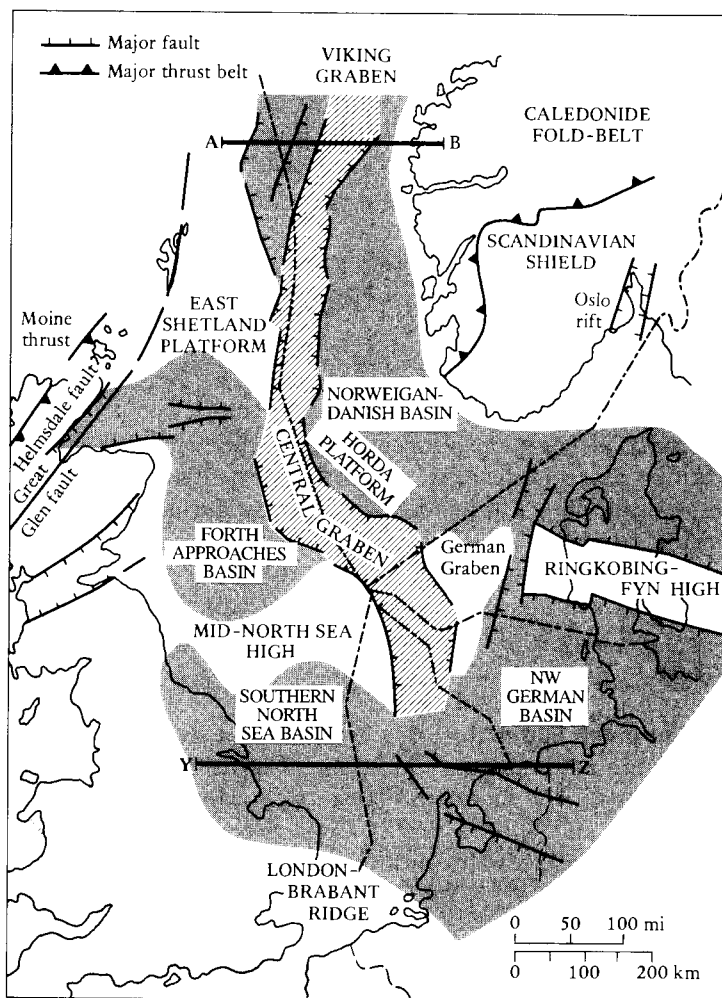 Major fault
Major thrust belt
VIKING
GRABEN
CALEDONIDE
FOLD-BELT
A
B
SCANDINAVIAN
SHIELD
Oslo
rift
EAST
SHETLAND
PLATFORM
Moine
thrust
Helmsdale fault
Great
Glen fault
NORWEIGAN-
DANISH BASIN
HORDA
PLATFORM
CENTRAL GRABEN
FORTH
APPROACHES
BASIN
German
Graben
RINGKOBING-
FYN HIGH
MID-NORTH SEA
HIGH
SOUTHERN
NORTH
SEA BASIN
NW
GERMAN
BASIN
Y
Z
LONDON-
BRABANT
RIDGE
0 50 100 mi
0 100 200 km